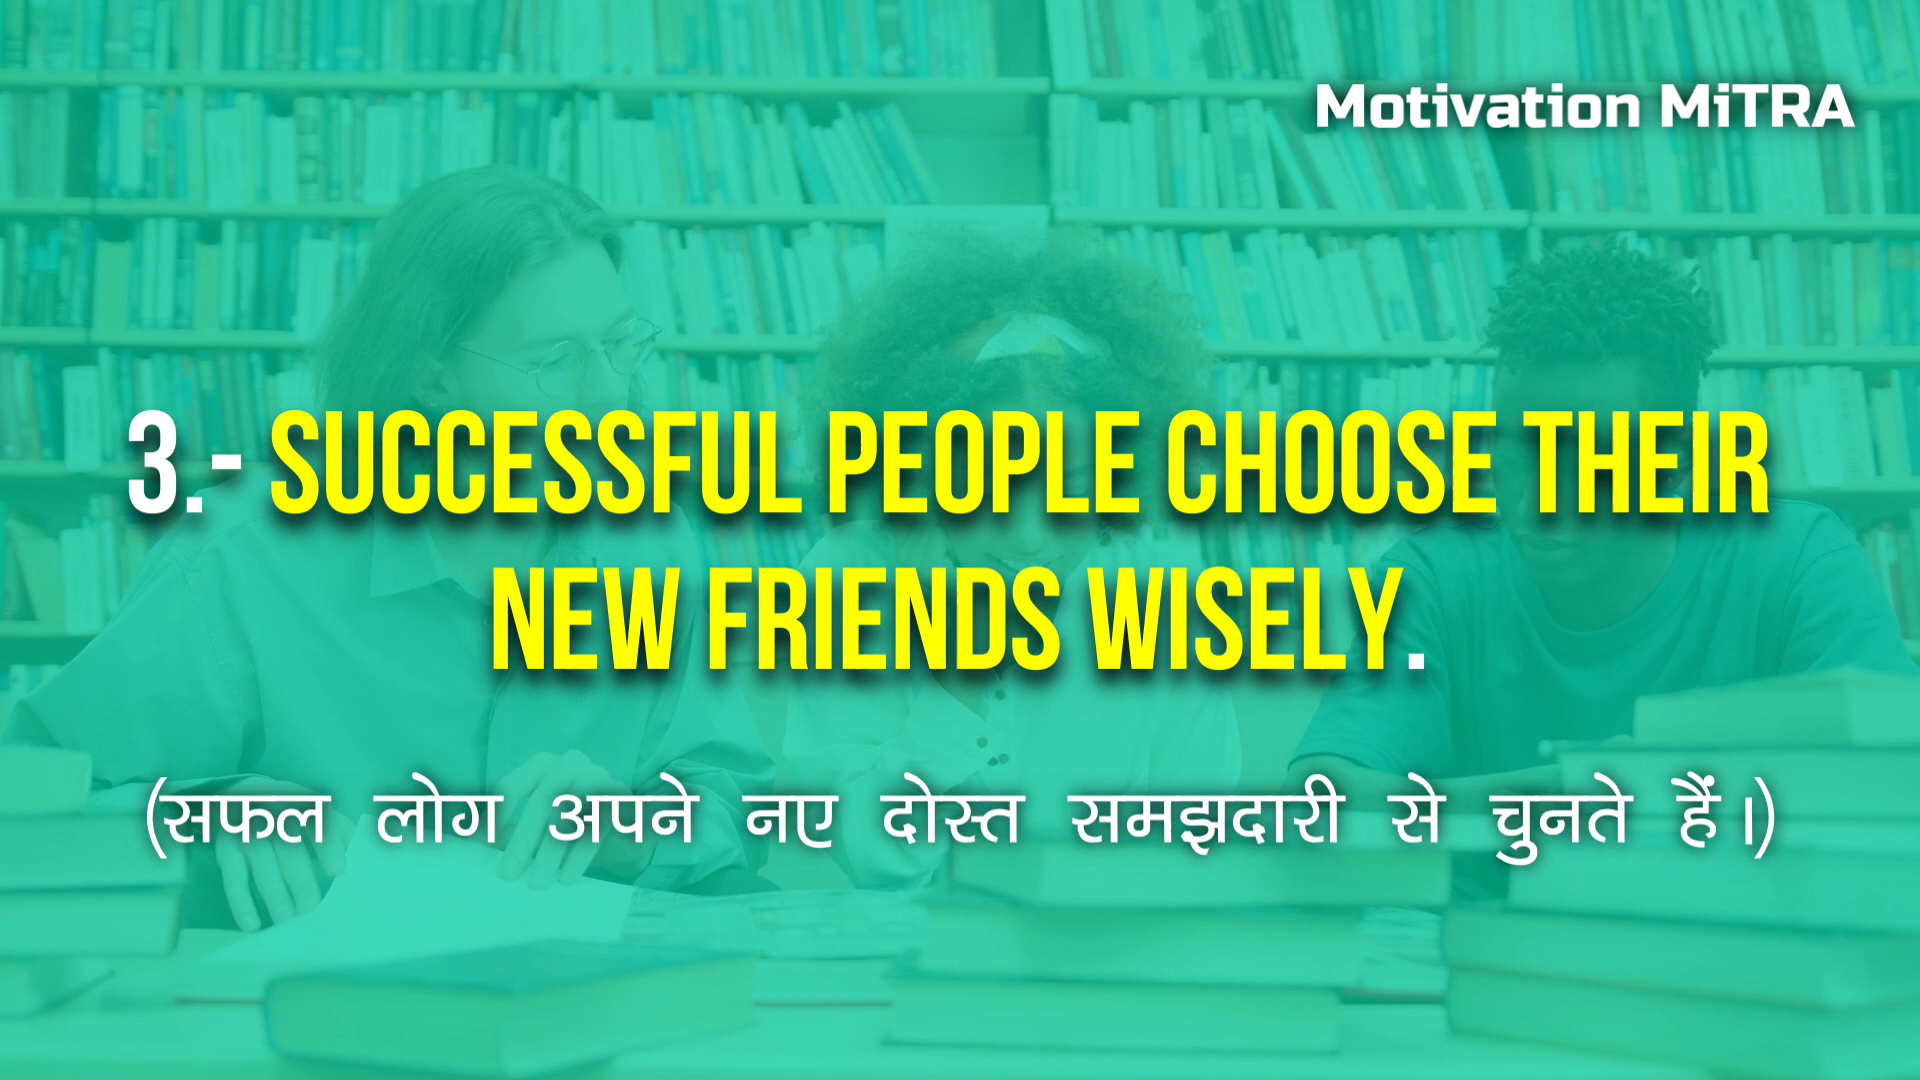 Motivation MiTRA
3.- SUCCESSFUL PEOPLE CHOOSE THEIR
NEW FRIENDS WISELY.
(सफल लोग अपने नए दोस्त समझदारी से चुनते हैं।)